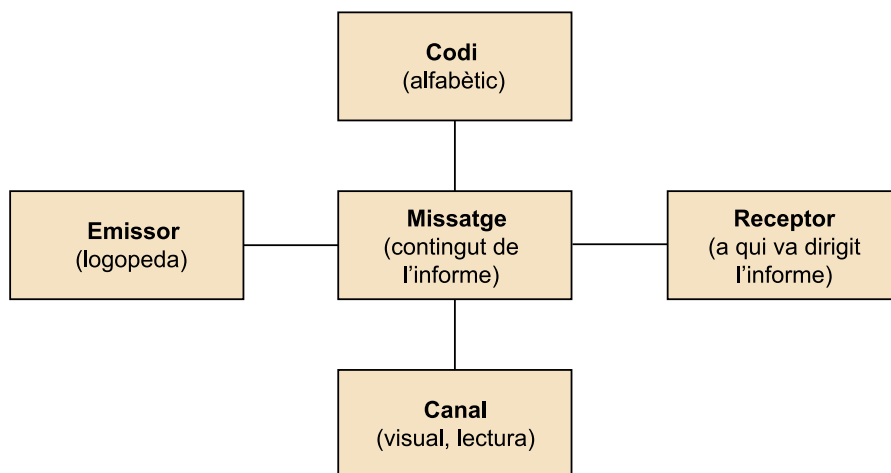 Codi
(alfabètic)
Emissor
(logopeda)
Missatge
(contingut de
l'informe)
Receptor
(a qui va dirigit
l'informe)
Canal
(visual, lectura)